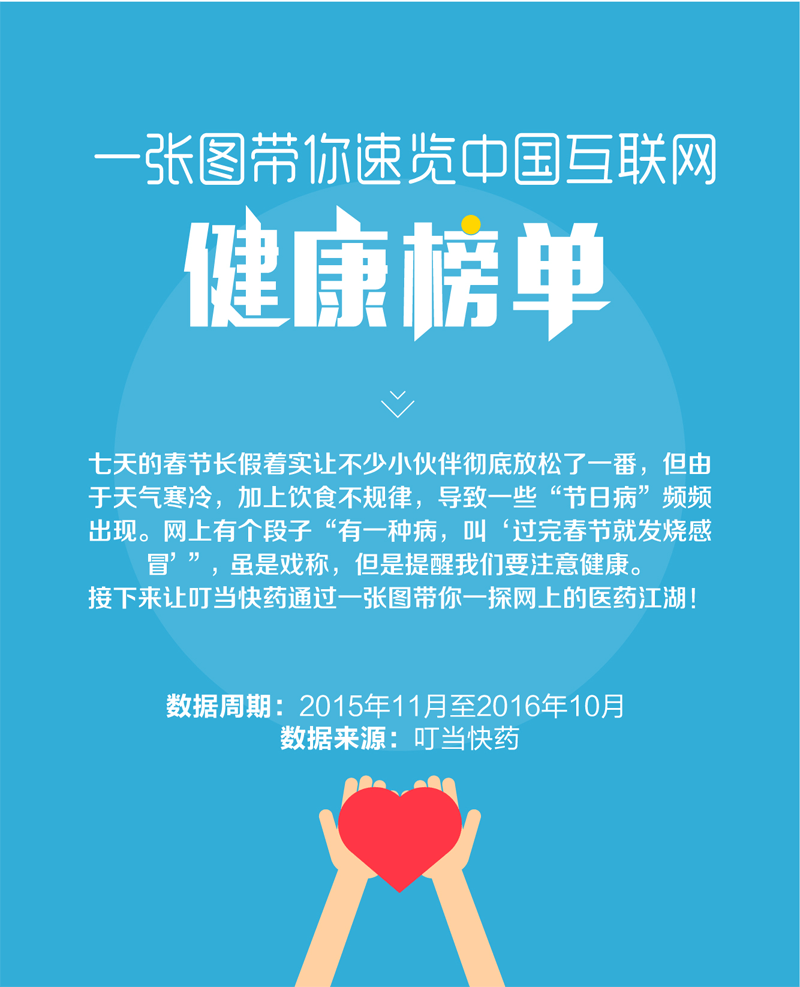 一张图带你速览中国互联网
健康榜单
七天的春节长假着实让不少小伙伴彻底放松了一番，但由
于天气寒冷，加上饮食不规律，导致一些“节日病”频频
出现。网上有个段子“有一种病，叫‘过完春节就发烧感
冒’”，虽是戏称，但是提醒我们要注意健康。
接下来让叮当快药通过一张图带你一探网上的医药江湖！
数据周期：2015年11月至2016年10月
数据来源：叮当快药